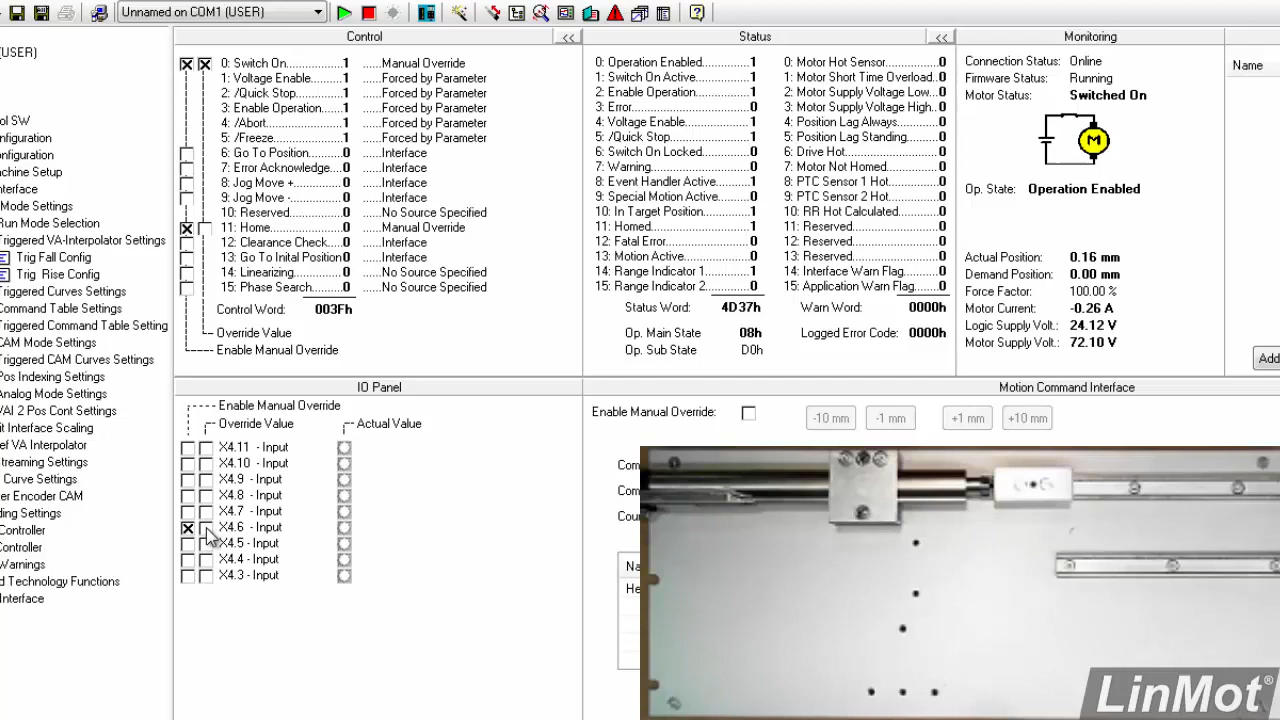 Unnamed on COM1 (USER)
(USER)
ol SW
nfiguration
onfiguration
achine Setup
nterface
Mode Settings
Run Mode Selection
Triggered VA-Interpolator Settings
Trig Fall Config
Trig Rise Config
Triggered Curves Settings
Command Table Settings
Triggered Command Table Setting
CAM Mode Settings
Triggered CAM Curves Settings
Pos Indexing Settings
Analog Mode Settings
VAI 2 Pos Cont Settings
it Interface Scaling
ef VA Interpolator
treaming Settings
Curve Settings
er Encoder CAM
ding Settings
Controller
Controller
Warnings
d Technology Functions
Interface
Control
<<
0: Switch On 1 Manual Override
1: Voltage Enable 1 Forced by Parameter
2: /Quick Stop 1 Forced by Parameter
3: Enable Operation 1 Forced by Parameter
4: /Abort 1 Forced by Parameter
5: /Freeze 1 Forced by Parameter
6: Go To Position 0 Interface
7: Error Acknowledge 0 Interface
8: Jog Move + 0 Interface
9: Jog Move - 0 Interface
10: Reserved 0 No Source Specified
11: Home 0 Manual Override
12: Clearance Check 0 Interface
13: Go To Inital Position 0 Interface
14: Linearizing 0 No Source Specified
15: Phase Search 0 No Source Specified
Control Word: 003Fh
Override Value
Enable Manual Override
Status
<<
0: Operation Enabled 1
1: Switch On Active 1
2: Enable Operation 1
3: Error 0
4: Voltage Enable 1
5: /Quick Stop 1
6: Switch On Locked 0
7: Warning 0
8: Event Handler Active 1
9: Special Motion Active 0
10: In Target Position 1
11: Homed 1
12: Fatal Error 0
13: Motion Active 0
14: Range Indicator 1 1
15: Range Indicator 2 0
Status Word: 4D37h
Op. Main State 08h
Op. Sub State D0h
0: Motor Hot Sensor 0
1: Motor Short Time Overload 0
2: Motor Supply Voltage Low 0
3: Motor Supply Voltage High 0
4: Position Lag Always 0
5: Position Lag Standing 0
6: Drive Hot 0
7: Motor Not Homed 0
8: PTC Sensor 1 Hot 0
9: PTC Sensor 2 Hot 0
10: RR Hot Calculated 0
11: Reserved 0
12: Reserved 0
13: Reserved 0
14: Interface Warn Flag 0
15: Application Warn Flag 0
Warn Word: 0000h
Logged Error Code: 0000h
Monitoring
Connection Status: Online
Firmware Status: Running
Motor Status: Switched On
M
Op. State: Operation Enabled
Actual Position: 0.16 mm
Demand Position: 0.00 mm
Force Factor: 100.00 %
Motor Current: -0.26 A
Logic Supply Volt.: 24.12 V
Motor Supply Volt.: 72.10 V
Name
Add
IO Panel
Enable Manual Override
Override Value Actual Value
X4.11 - Input
X4.10 - Input
X4.9 - Input
X4.8 - Input
X4.7 - Input
X4.6 - Input
X4.5 - Input
X4.4 - Input
X4.3 - Input
Motion Command Interface
Enable Manual Override: -10 mm -1 mm +1 mm +10 mm
Com
Com
Cou
Na
He
LinMot®